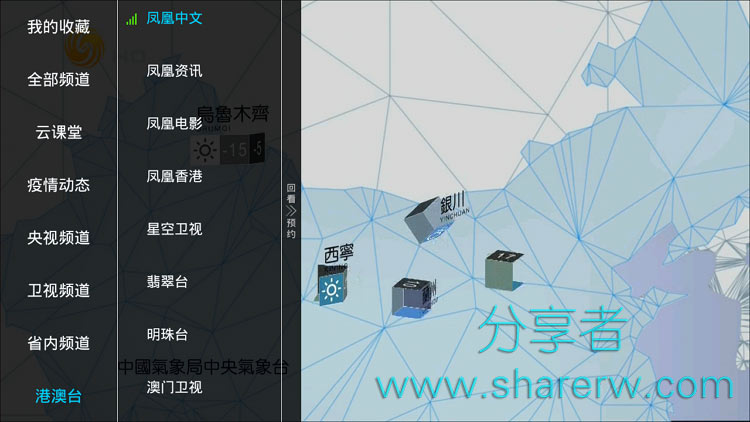 我的收藏
全部频道
云课堂
疫情动态
央视频道
卫视频道
省内频道
港澳台
凤凰中文
凤凰资讯
凤凰电影
凤凰香港
星空卫视
翡翠台
明珠台
澳门卫视
回看
预约
烏魯木齊
-15
-5
銀川
YINCHUAN
西寧
17
中國氣象局中央氣象台
分享者
www.sharerw.com